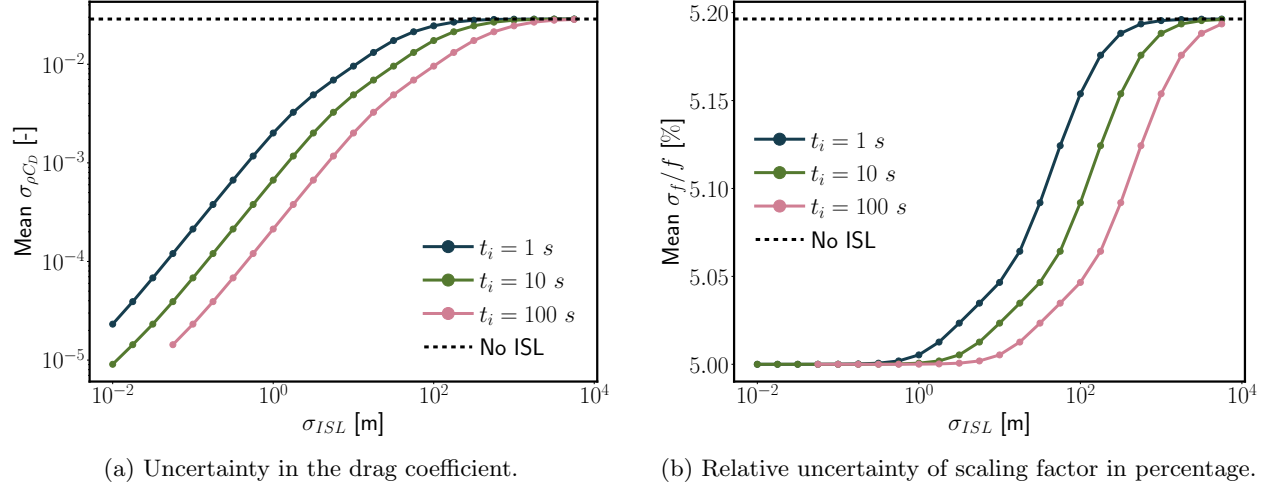 Mean σ_{ρC_D} [-]
10^{-2}
10^{-3}
10^{-4}
10^{-5}
t_i = 1 s
t_i = 10 s
t_i = 100 s
No ISL
10^{-2} 10^0 10^2 10^4
σ_{ISL} [m]
(a) Uncertainty in the drag coefficient.
Mean σ_f/f [%]
5.20
5.15
5.10
5.05
5.00
t_i = 1 s
t_i = 10 s
t_i = 100 s
No ISL
10^{-2} 10^0 10^2 10^4
σ_{ISL} [m]
(b) Relative uncertainty of scaling factor in percentage.